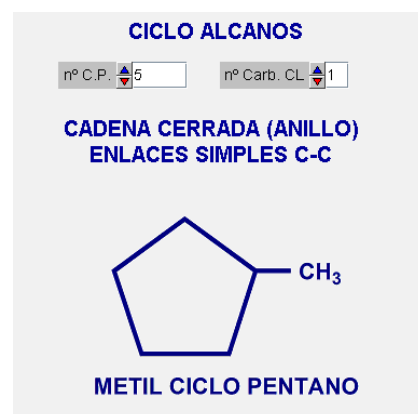 CICLO ALCANOS
nº C.P. 5 nº Carb. CL 1
CADENA CERRADA (ANILLO)
ENLACES SIMPLES C-C
CH₃
METIL CICLO PENTANO